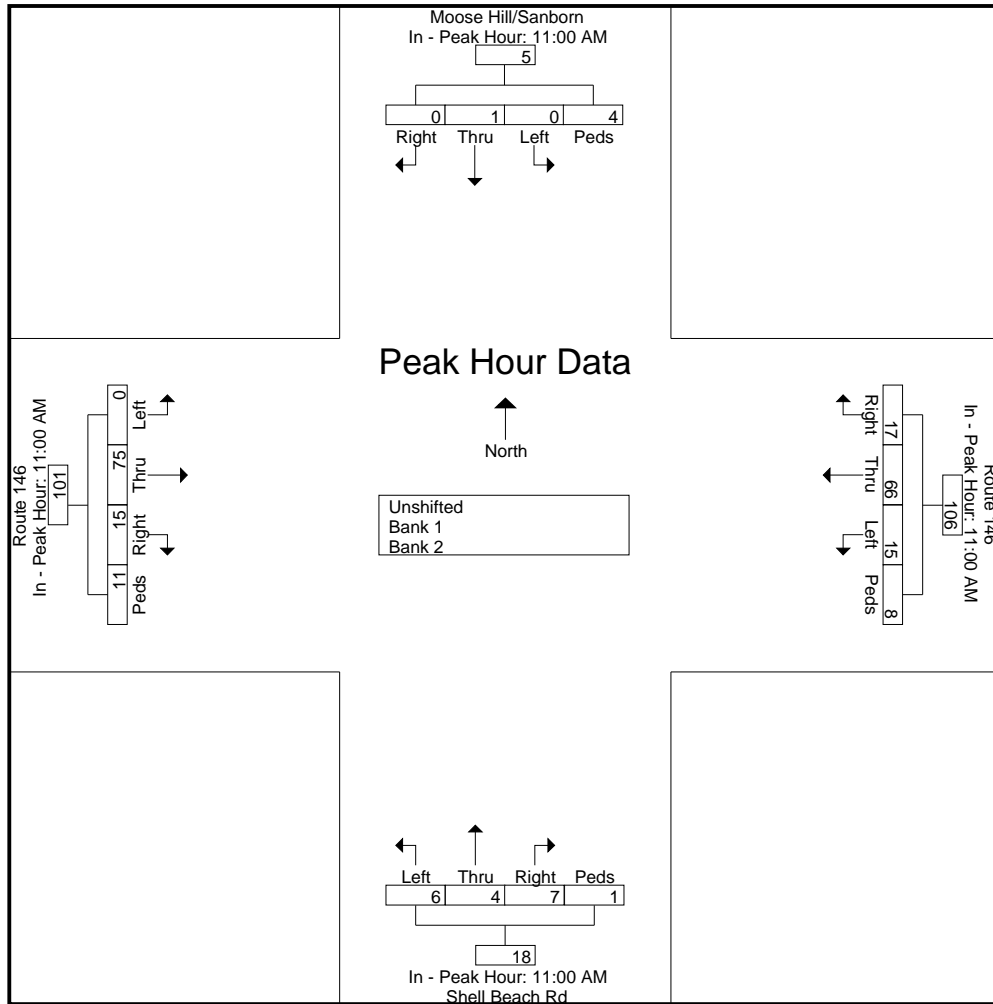 Moose Hill/Sanborn
In - Peak Hour: 11:00 AM
5
0 1 0 4
Right Thru Left Peds
Peak Hour Data
North
Unshifted
Bank 1
Bank 2
Route 146
In - Peak Hour: 11:00 AM
101
0 75 15 11
Left Thru Right Peds
Route 146
In - Peak Hour: 11:00 AM
106
17 66 15 8
Right Thru Left Peds
Left Thru Right Peds
6 4 7 1
18
In - Peak Hour: 11:00 AM
Shell Beach Rd